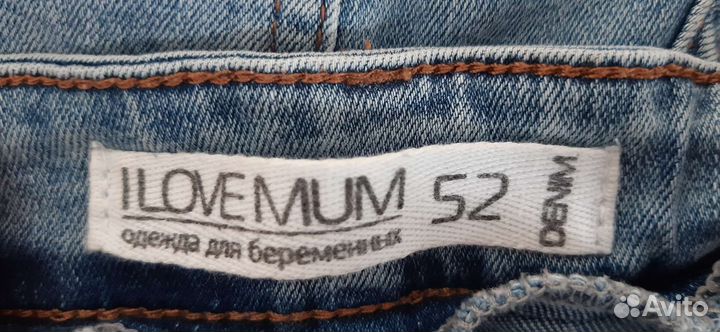 I LOVE MUM 52
одежда для беременных
DENIM
Avito